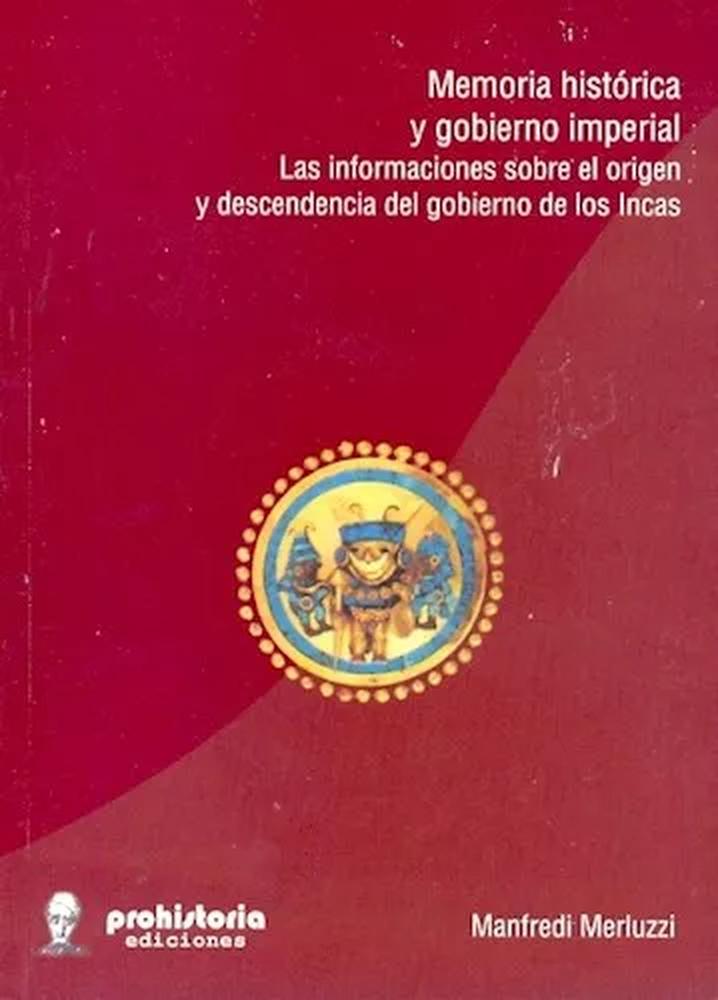 Memoria histórica
y gobierno imperial
Las informaciones sobre el origen
y descendencia del gobierno de los Incas
prohistoria
ediciones
Manfredi Merluzzi